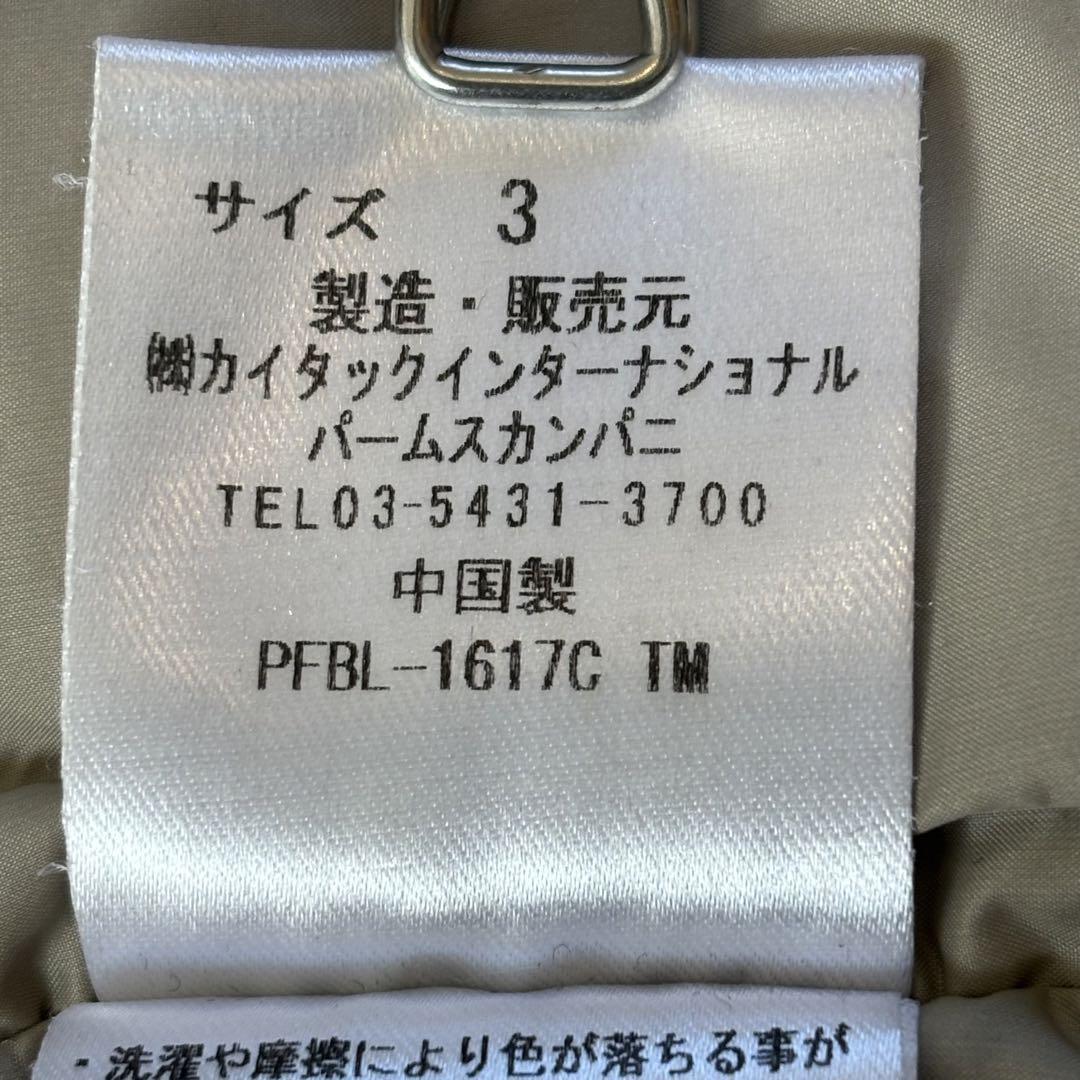 サイズ 3
製造・販売元
㈱カイタックインターナショナル
パームスカンパニ
TEL03-5431-3700
中国製
PFBL-1617C TM
・洗濯や摩擦により色が落ちる事が